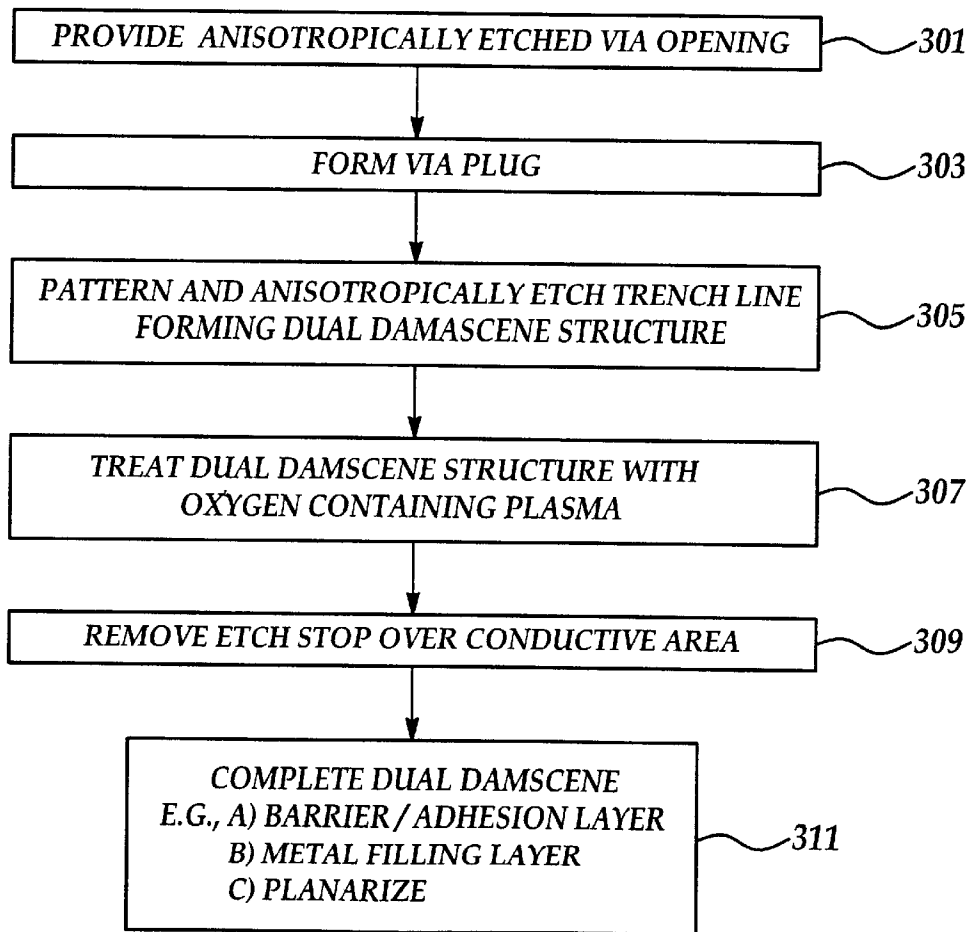 PROVIDE ANISOTROPICALLY ETCHED VIA OPENING
301
FORM VIA PLUG
303
PATTERN AND ANISOTROPICALLY ETCH TRENCH LINE
FORMING DUAL DAMASCENE STRUCTURE
305
TREAT DUAL DAMSCENE STRUCTURE WITH
OXYGEN CONTAINING PLASMA
307
REMOVE ETCH STOP OVER CONDUCTIVE AREA
309
COMPLETE DUAL DAMSCENE
E.G., A) BARRIER / ADHESION LAYER
B) METAL FILLING LAYER
C) PLANARIZE
311